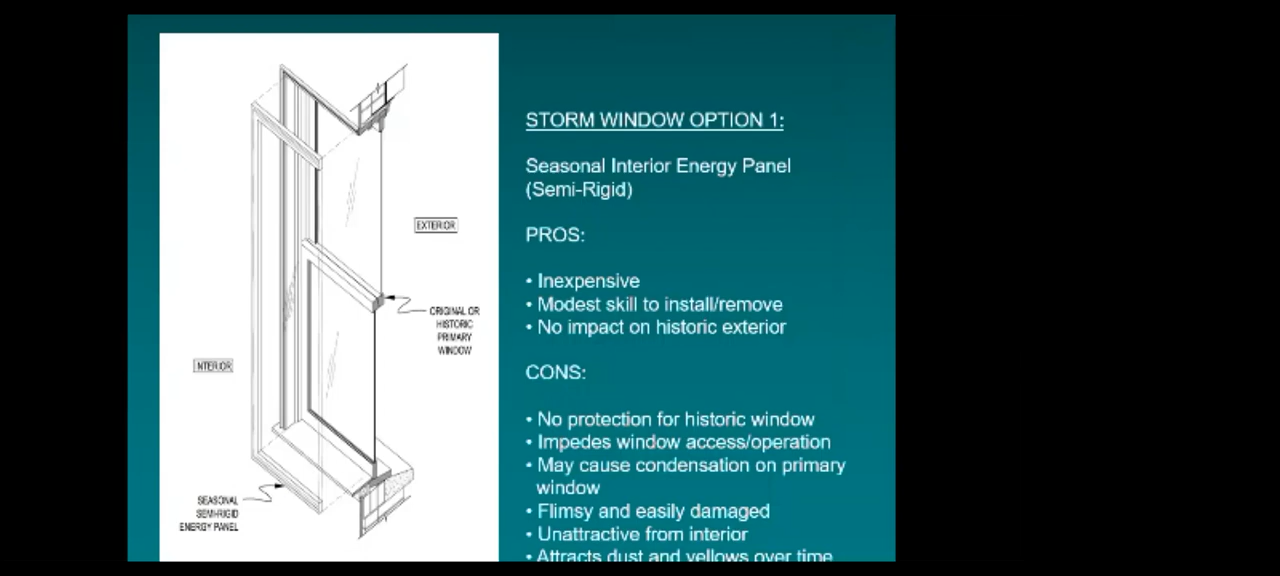 STORM WINDOW OPTION 1:
Seasonal Interior Energy Panel
(Semi-Rigid)
PROS:
• Inexpensive
• Modest skill to install/remove
• No impact on historic exterior
CONS:
• No protection for historic window
• Impedes window access/operation
• May cause condensation on primary
window
• Flimsy and easily damaged
• Unattractive from interior
• Attracts dust and yellows over time
EXTERIOR
ORIGINAL OR
HISTORIC
PRIMARY
WINDOW
INTERIOR
SEASONAL
SEMI-RIGID
ENERGY PANEL